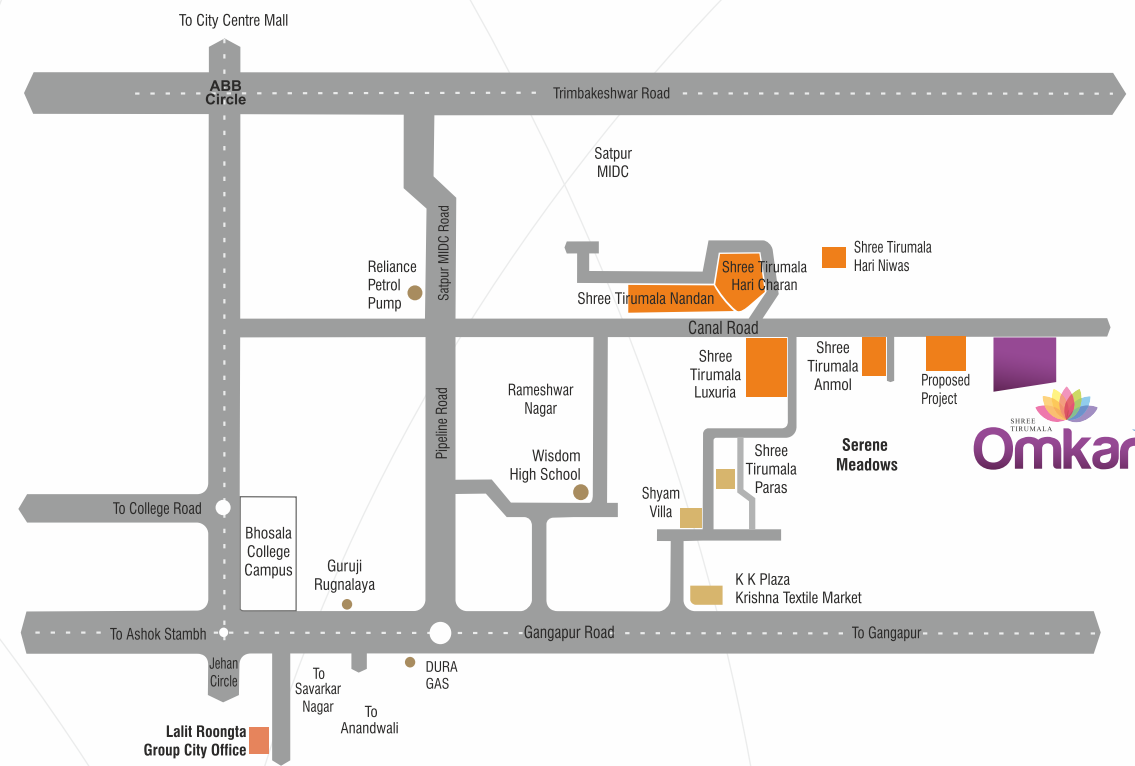 To City Centre Mall
ABB
Circle
Trimbakeshwar Road
Satpur
MIDC
Satpur MIDC Road
Reliance
Petrol
Pump
Shree Tirumala
Hari Charan
Shree Tirumala
Hari Niwas
Shree Tirumala Nandan
Canal Road
Shree
Tirumala
Luxuria
Shree
Tirumala
Anmol
Proposed
Project
SHREE
TIRUMALA
Omkar
Rameshwar
Nagar
Pipeline Road
Wisdom
High School
Serene
Meadows
Shree
Tirumala
Paras
Shyam
Villa
To College Road
Bhosala
College
Campus
Guruji
Rugnalaya
K K Plaza
Krishna Textile Market
To Ashok Stambh
Gangapur Road
To Gangapur
Jehan
Circle
To
Savarkar
Nagar
To
Anandwali
DURA
GAS
Lalit Roongta
Group City Office